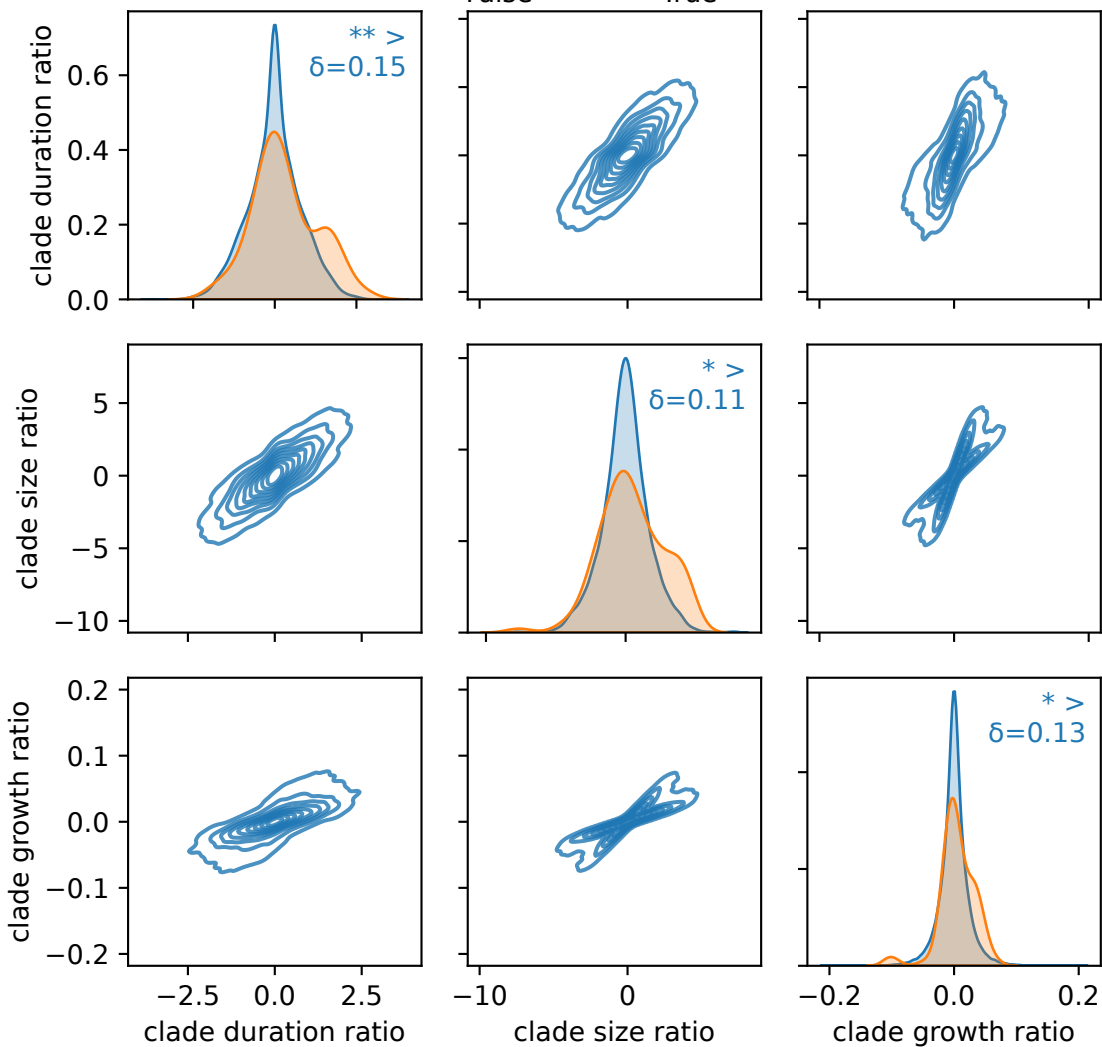 clade duration ratio
0.6
0.4
0.2
0.0
** >
δ=0.15
clade size ratio
5
0
−5
−10
* >
δ=0.11
clade growth ratio
0.2
0.1
0.0
−0.1
−0.2
* >
δ=0.13
−2.5 0.0 2.5
−10 0
−0.2 0.0 0.2
clade duration ratio
clade size ratio
clade growth ratio